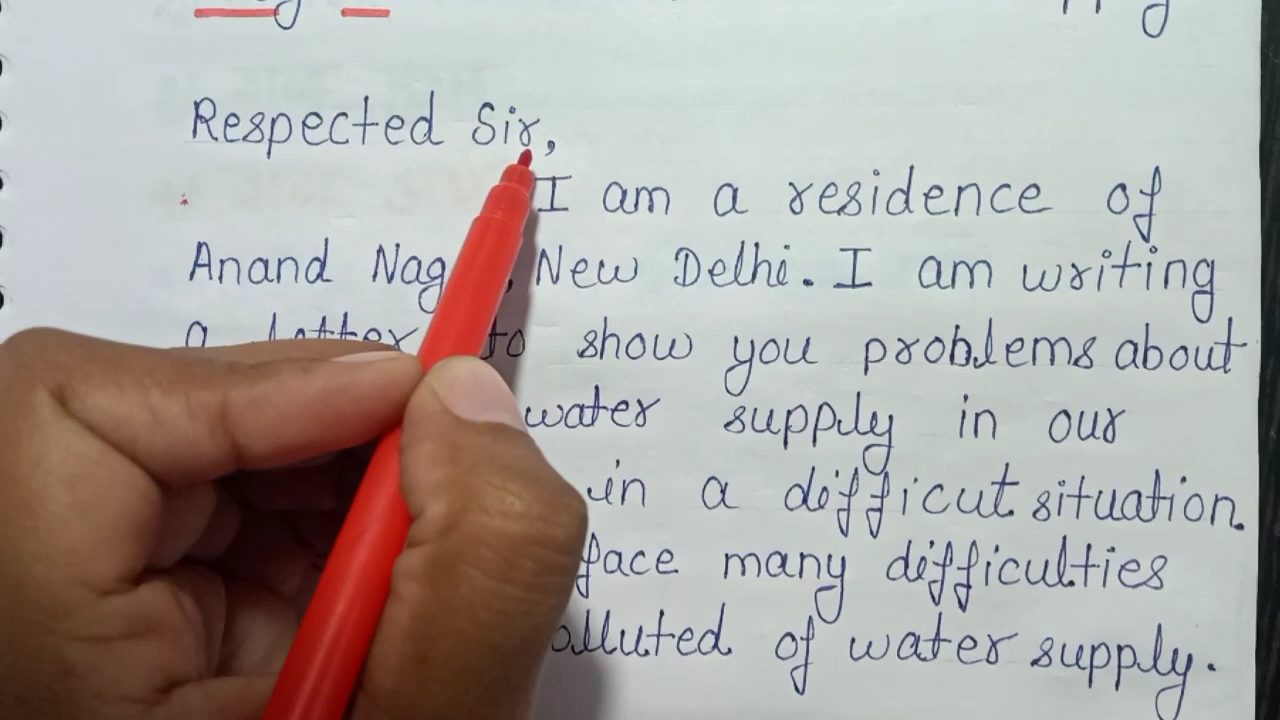 Respected Sir,
I am a residence of
Anand Nag , New Delhi. I am writing
a letter to show you problems about
water supply in our
in a difficut situation.
face many difficulties
olluted of water supply.